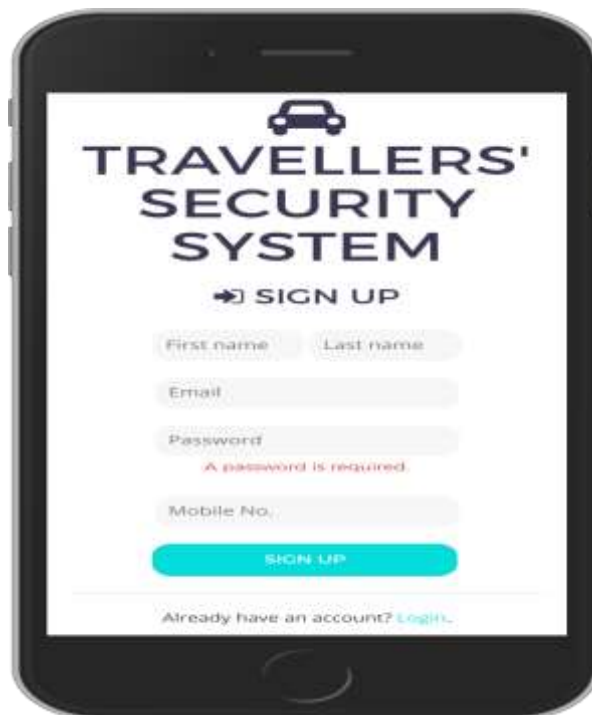 TRAVELLERS'
SECURITY
SYSTEM
SIGN UP
First name Last name
Email
Password
A password is required.
Mobile No.
SIGN UP
Already have an account? Login.